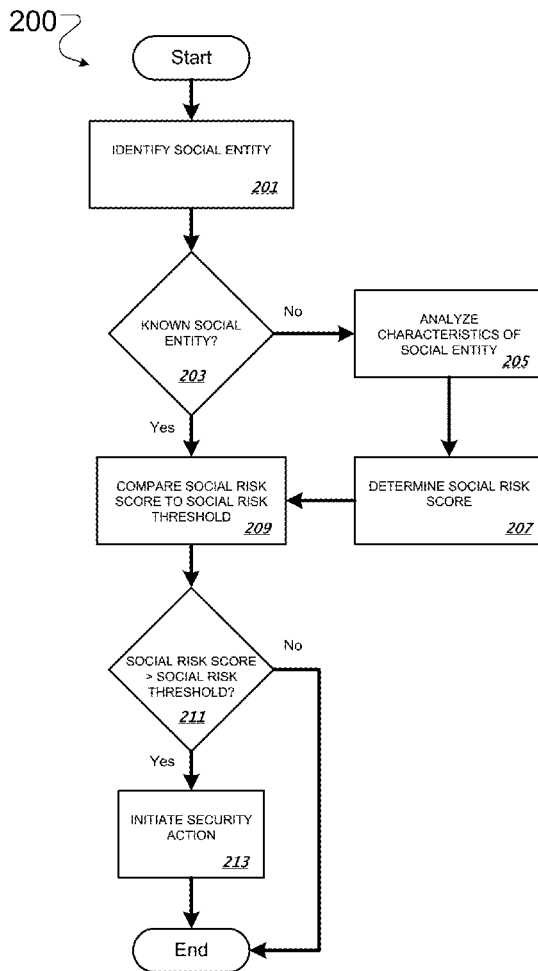 200
Start
IDENTIFY SOCIAL ENTITY
201
KNOWN SOCIAL
ENTITY?
203
No
Yes
ANALYZE
CHARACTERISTICS OF
SOCIAL ENTITY
205
COMPARE SOCIAL RISK
SCORE TO SOCIAL RISK
THRESHOLD
209
DETERMINE SOCIAL RISK
SCORE
207
SOCIAL RISK SCORE
> SOCIAL RISK
THRESHOLD?
211
No
Yes
INITIATE SECURITY
ACTION
213
End